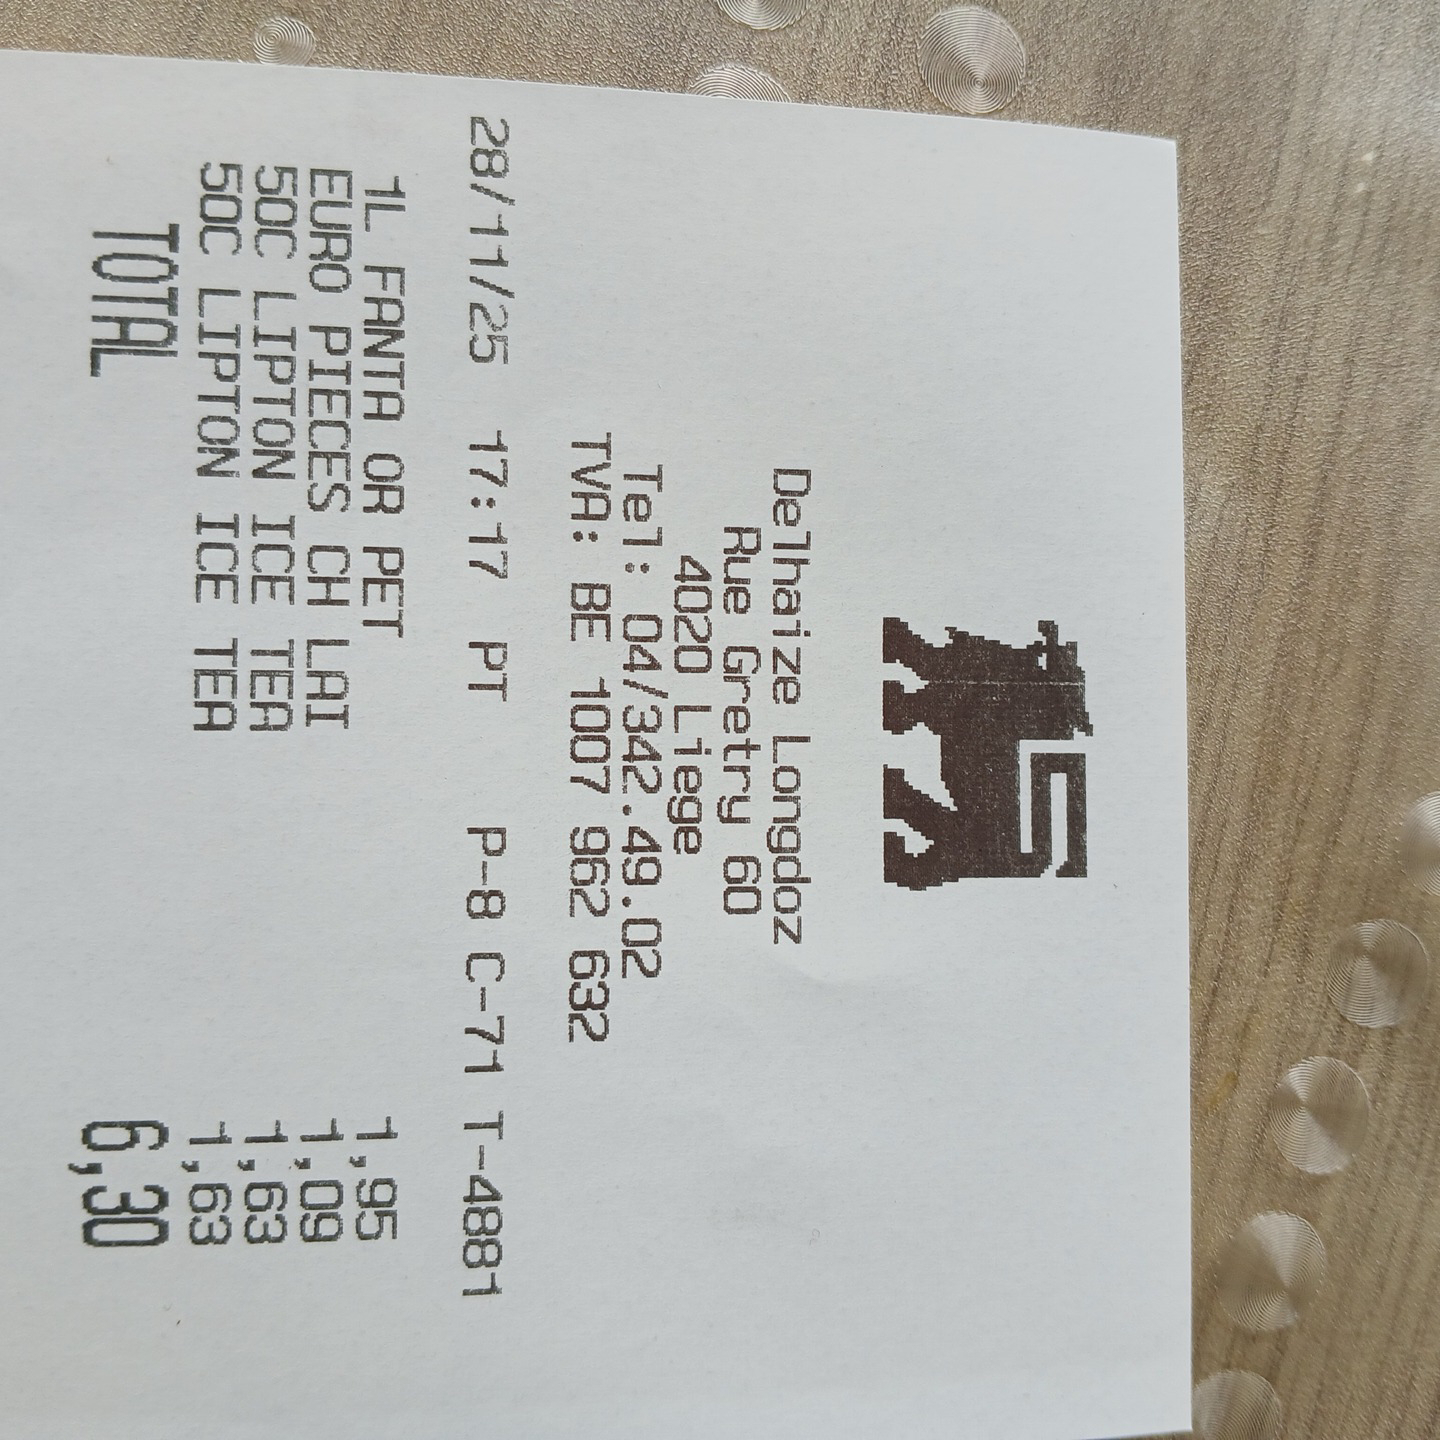 Delhaize Longdoz
Rue Gretry 60
4020 Liege
Tel: 04/342.49.02
TVA: BE 1007 962 632
28/11/25 17:17 PT P-8 C-71 T-4881
1L FANTA OR PET 1,95
EURO PIECES CH LAI 1,09
50C LIPTON ICE TEA 1,63
50C LIPTON ICE TEA 1,63
TOTAL 6,30